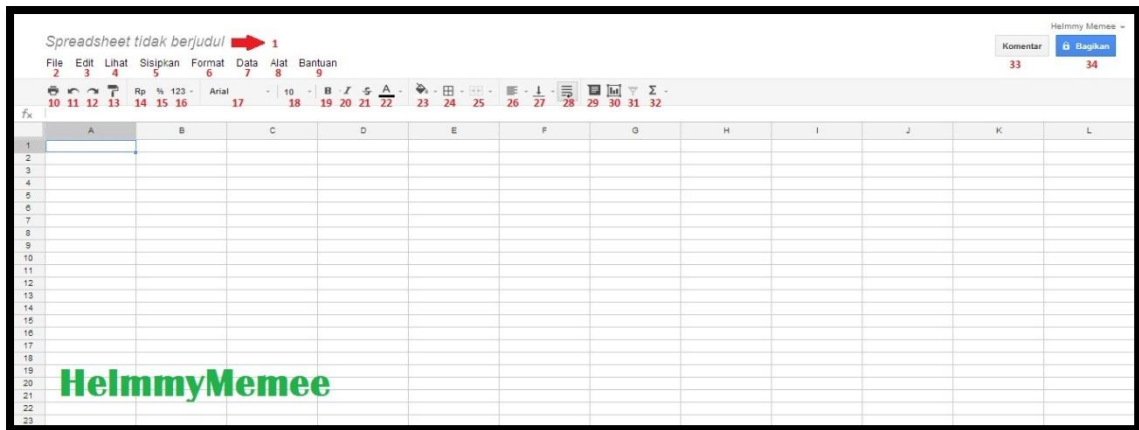 Helmmy Memee
Spreadsheet tidak berjudul 1
Komentar Bagikan
File Edit Lihat Sisipkan Format Data Alat Bantuan
33 34
2 3 4 5 6 7 8 9
Rp % 123 Arial 10 B I S A Σ
10 11 12 13 14 15 16 17 18 19 20 21 22 23 24 25 26 27 28 29 30 31 32
fx
A B C D E F G H I J K L
1
2
3
4
5
6
7
8
9
10
11
12
13
14
15
16
17
18
19
20
21
22
23
HelmmyMemee